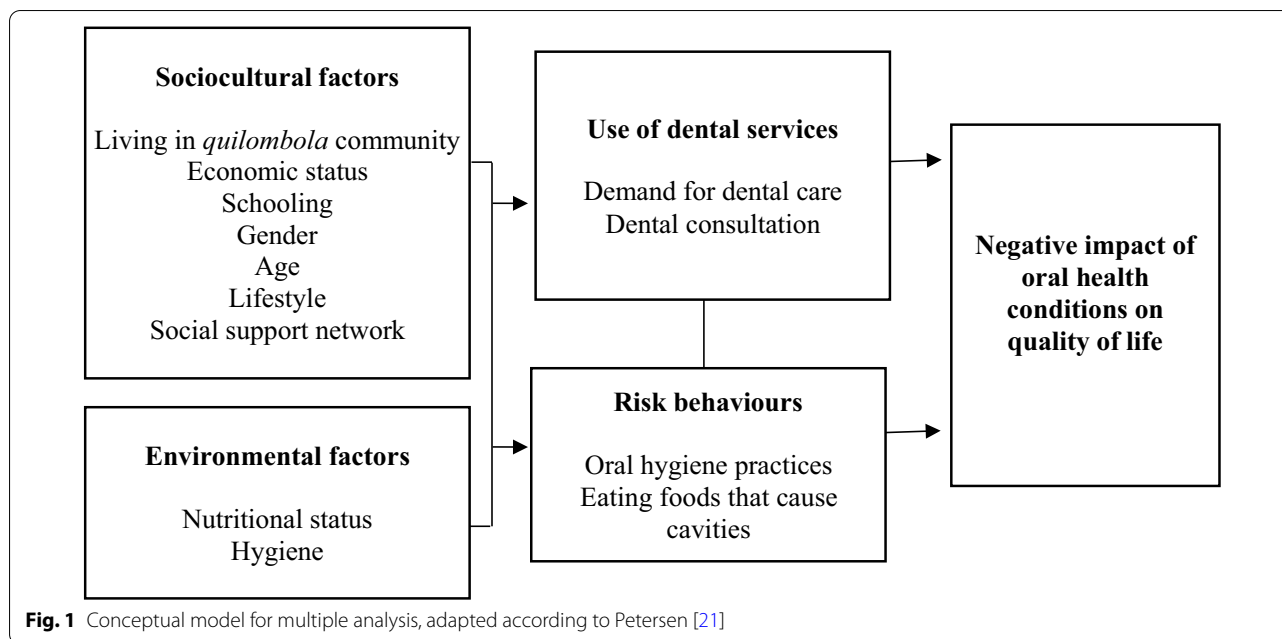 Sociocultural factors
Living in quilombola community
Economic status
Schooling
Gender
Age
Lifestyle
Social support network
Environmental factors
Nutritional status
Hygiene
Use of dental services
Demand for dental care
Dental consultation
Risk behaviours
Oral hygiene practices
Eating foods that cause
cavities
Negative impact of
oral health
conditions on
quality of life
Fig. 1 Conceptual model for multiple analysis, adapted according to Petersen [21]